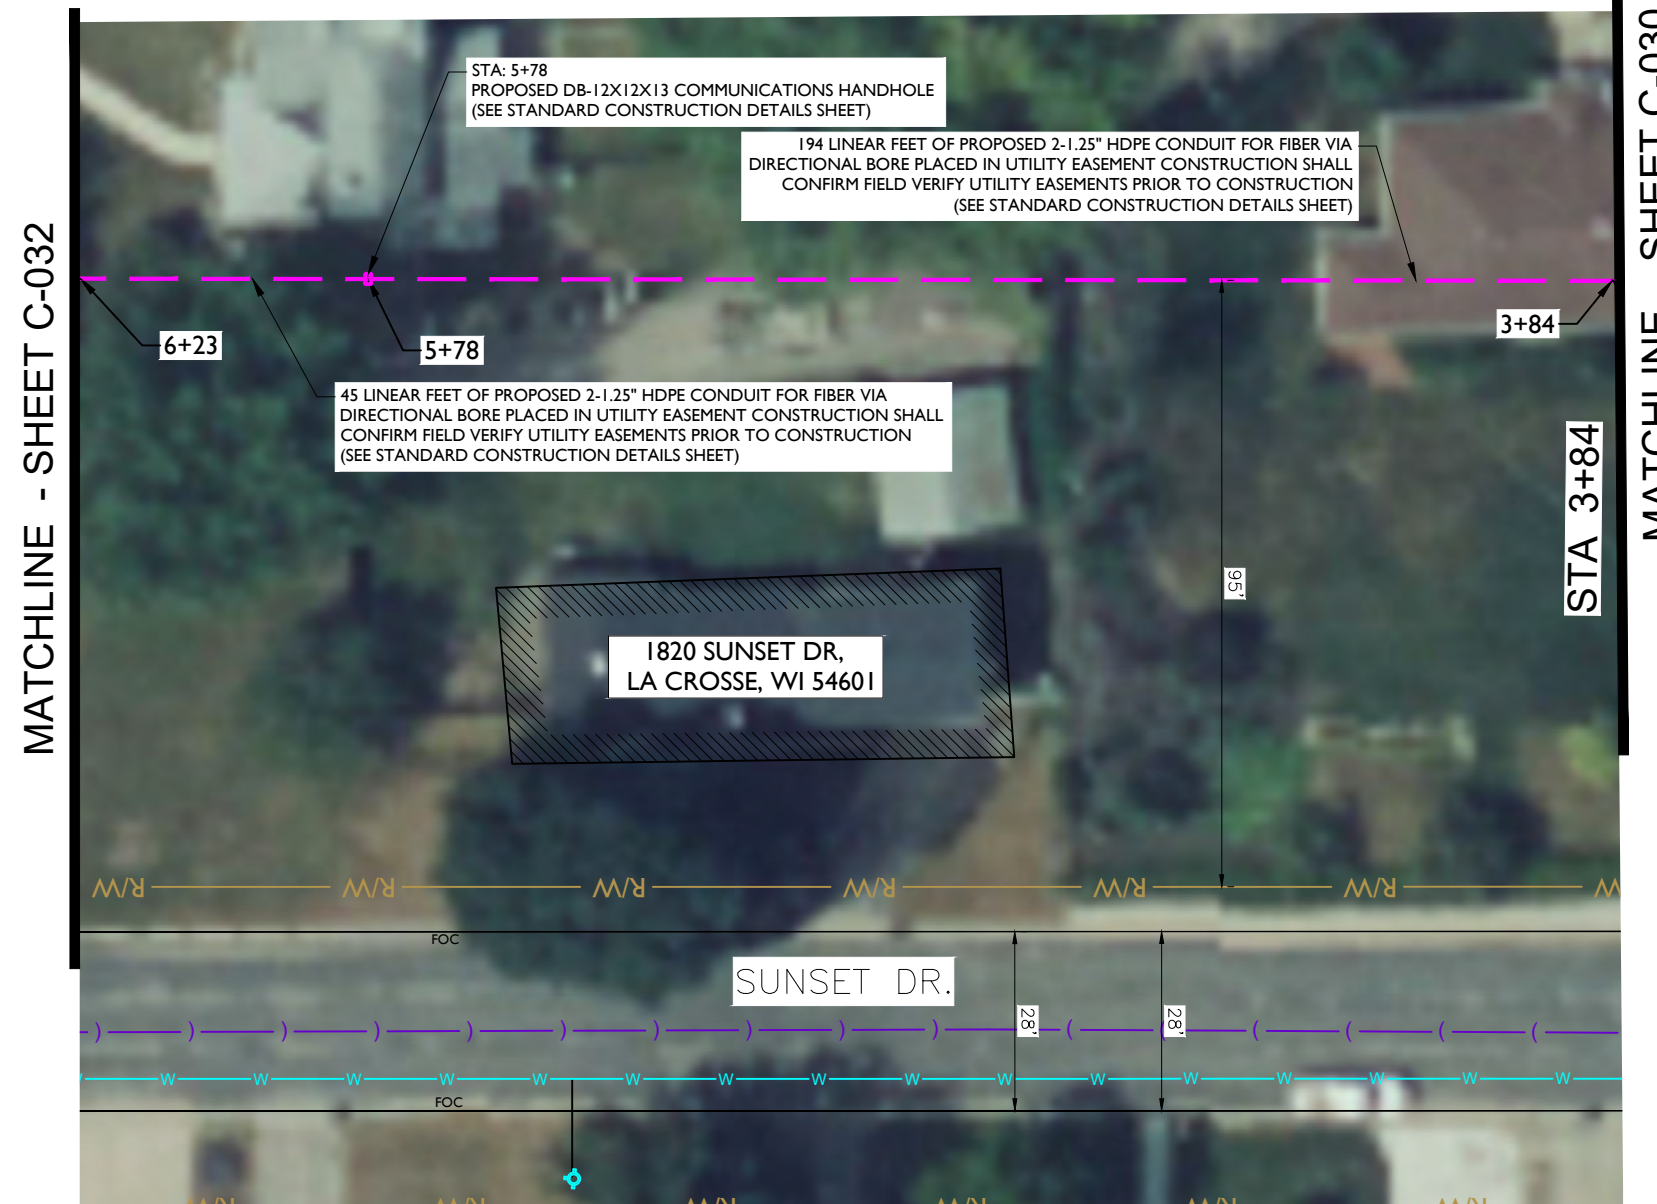 STA: 5+78
PROPOSED DB-12X12X13 COMMUNICATIONS HANDHOLE
(SEE STANDARD CONSTRUCTION DETAILS SHEET)
194 LINEAR FEET OF PROPOSED 2-1.25" HDPE CONDUIT FOR FIBER VIA
DIRECTIONAL BORE PLACED IN UTILITY EASEMENT CONSTRUCTION SHALL
CONFIRM FIELD VERIFY UTILITY EASEMENTS PRIOR TO CONSTRUCTION
(SEE STANDARD CONSTRUCTION DETAILS SHEET)
MATCHLINE - SHEET C-032
MATCHLINE SHEET C-030
6+23
5+78
3+84
45 LINEAR FEET OF PROPOSED 2-1.25" HDPE CONDUIT FOR FIBER VIA
DIRECTIONAL BORE PLACED IN UTILITY EASEMENT CONSTRUCTION SHALL
CONFIRM FIELD VERIFY UTILITY EASEMENTS PRIOR TO CONSTRUCTION
(SEE STANDARD CONSTRUCTION DETAILS SHEET)
STA 3+84
95'
1820 SUNSET DR,
LA CROSSE, WI 54601
R/W R/W R/W R/W R/W R/W
FOC
SUNSET DR.
28' 28'
W W W W W W W W W W W W W W W W
FOC
R/W R/W R/W R/W R/W R/W